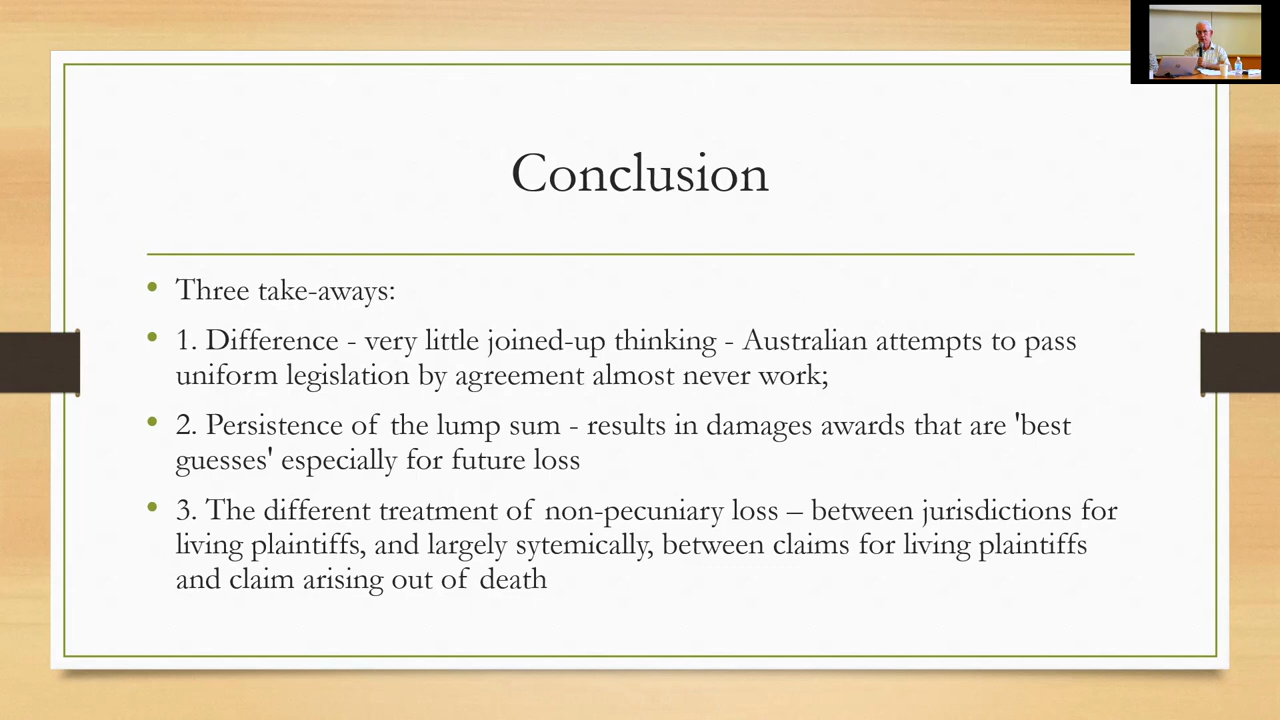 Conclusion
• Three take-aways:
• 1. Difference - very little joined-up thinking - Australian attempts to pass
uniform legislation by agreement almost never work;
• 2. Persistence of the lump sum - results in damages awards that are 'best
guesses' especially for future loss
• 3. The different treatment of non-pecuniary loss – between jurisdictions for
living plaintiffs, and largely sytemically, between claims for living plaintiffs
and claim arising out of death